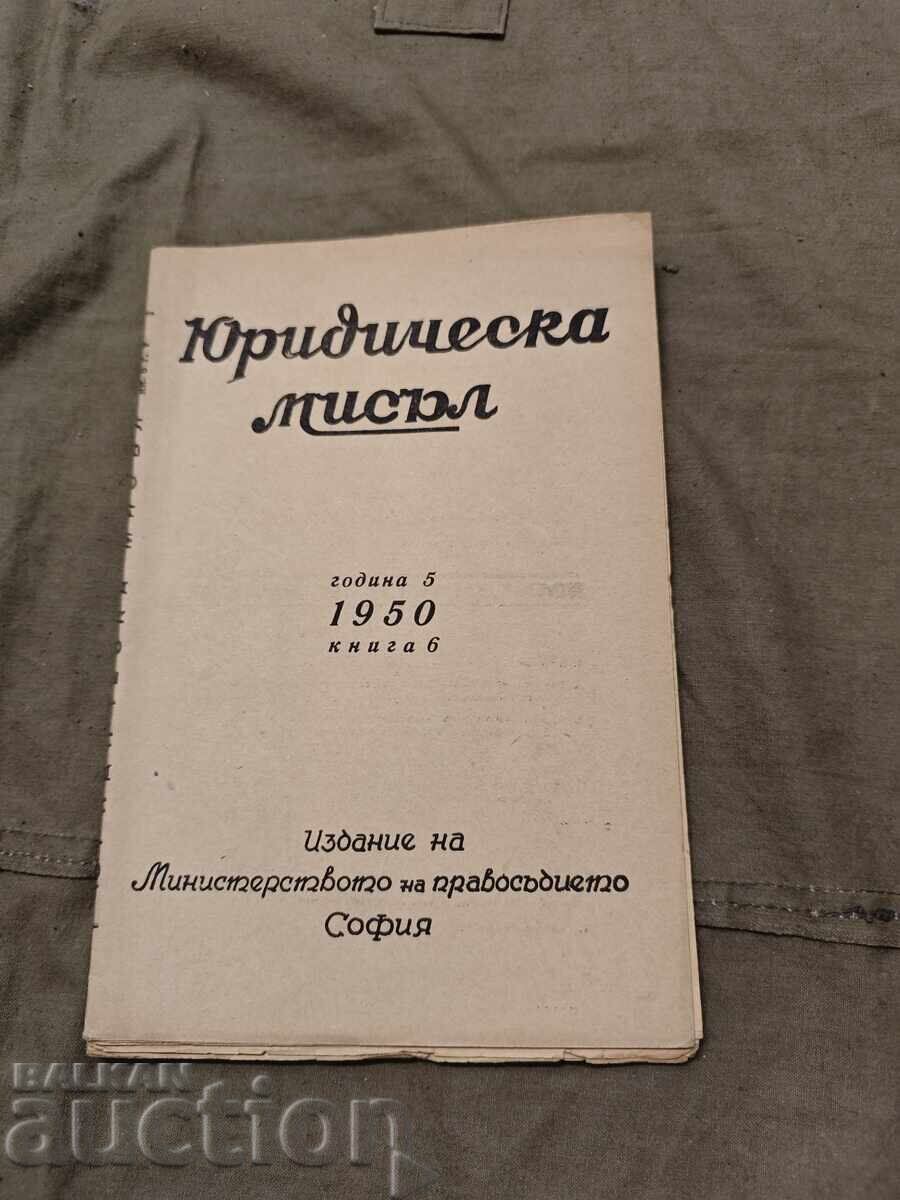 Юридическа
мисъл
година 5
1950
книга 6
Издание на
Министерството на правосъдието
София
BALKAN
auction